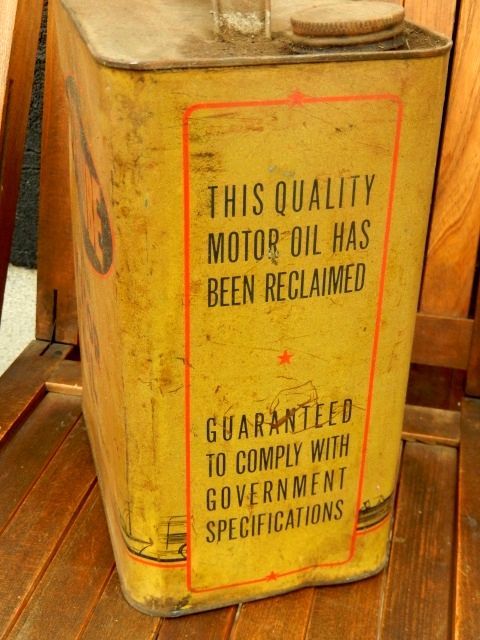 THIS QUALITY
MOTOR OIL HAS
BEEN RECLAIMED
GUARANTEED
TO COMPLY WITH
GOVERNMENT
SPECIFICATIONS